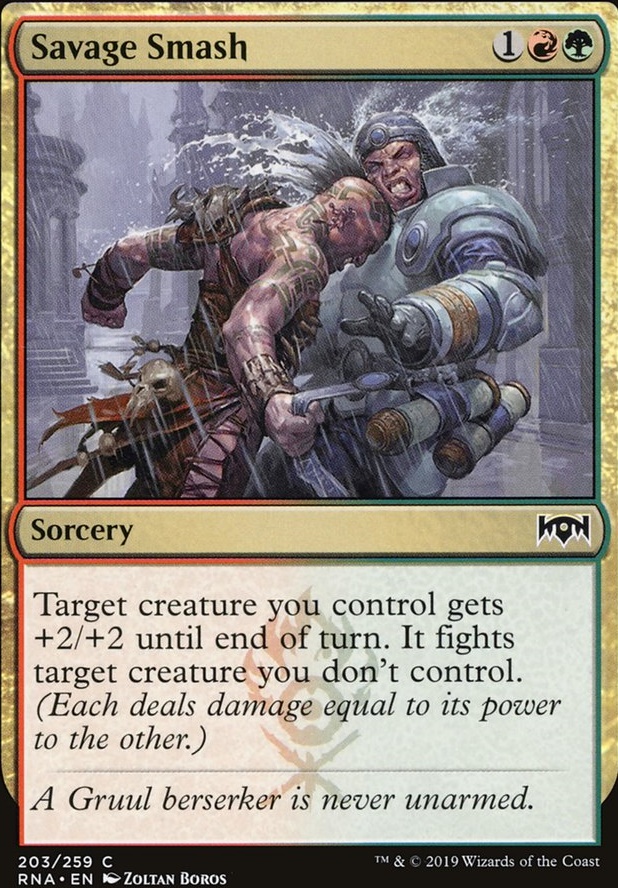 Savage Smash 1
Sorcery
Target creature you control gets
+2/+2 until end of turn. It fights
target creature you don't control.
(Each deals damage equal to its power
to the other.)
A Gruul berserker is never unarmed.
203/259 C
RNA • EN Zoltan Boros
™ & © 2019 Wizards of the Coast